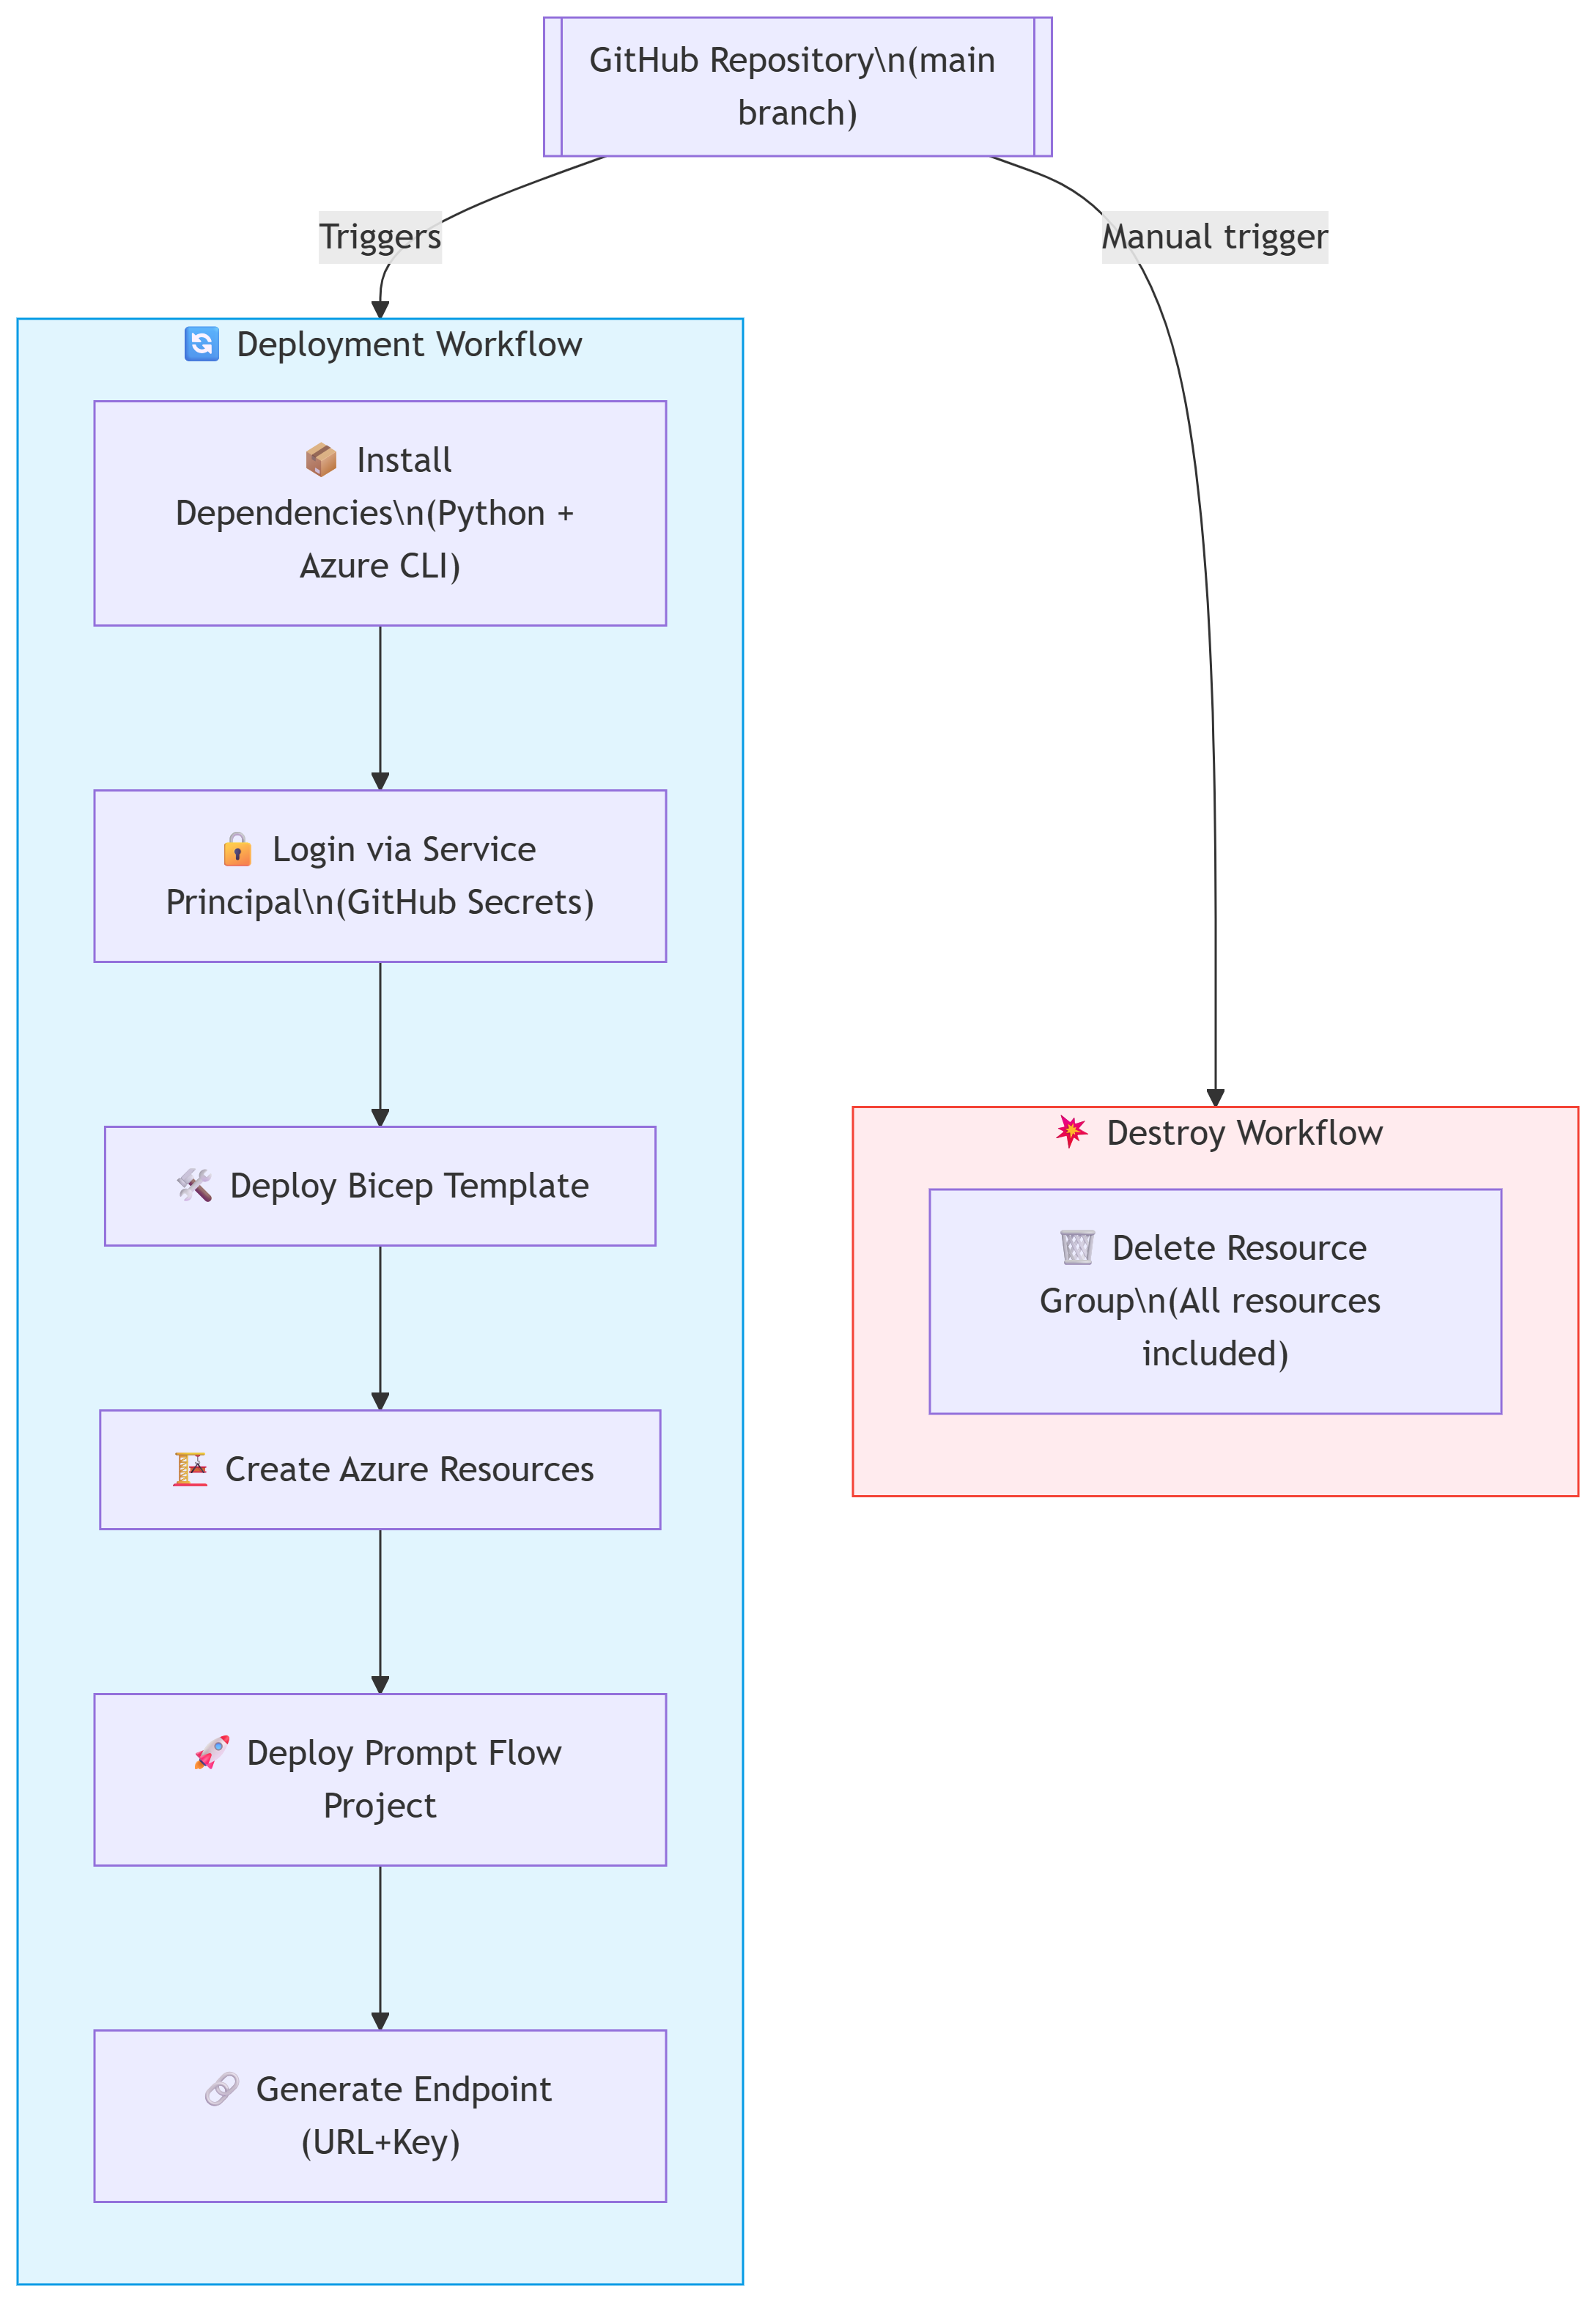 GitHub Repository\n(main
branch)
Triggers
Manual trigger
🔄 Deployment Workflow
📦 Install
Dependencies\n(Python +
Azure CLI)
🔒 Login via Service
Principal\n(GitHub Secrets)
🛠️ Deploy Bicep Template
🏗️ Create Azure Resources
🚀 Deploy Prompt Flow
Project
🔗 Generate Endpoint
(URL+Key)
💥 Destroy Workflow
🗑️ Delete Resource
Group\n(All resources
included)